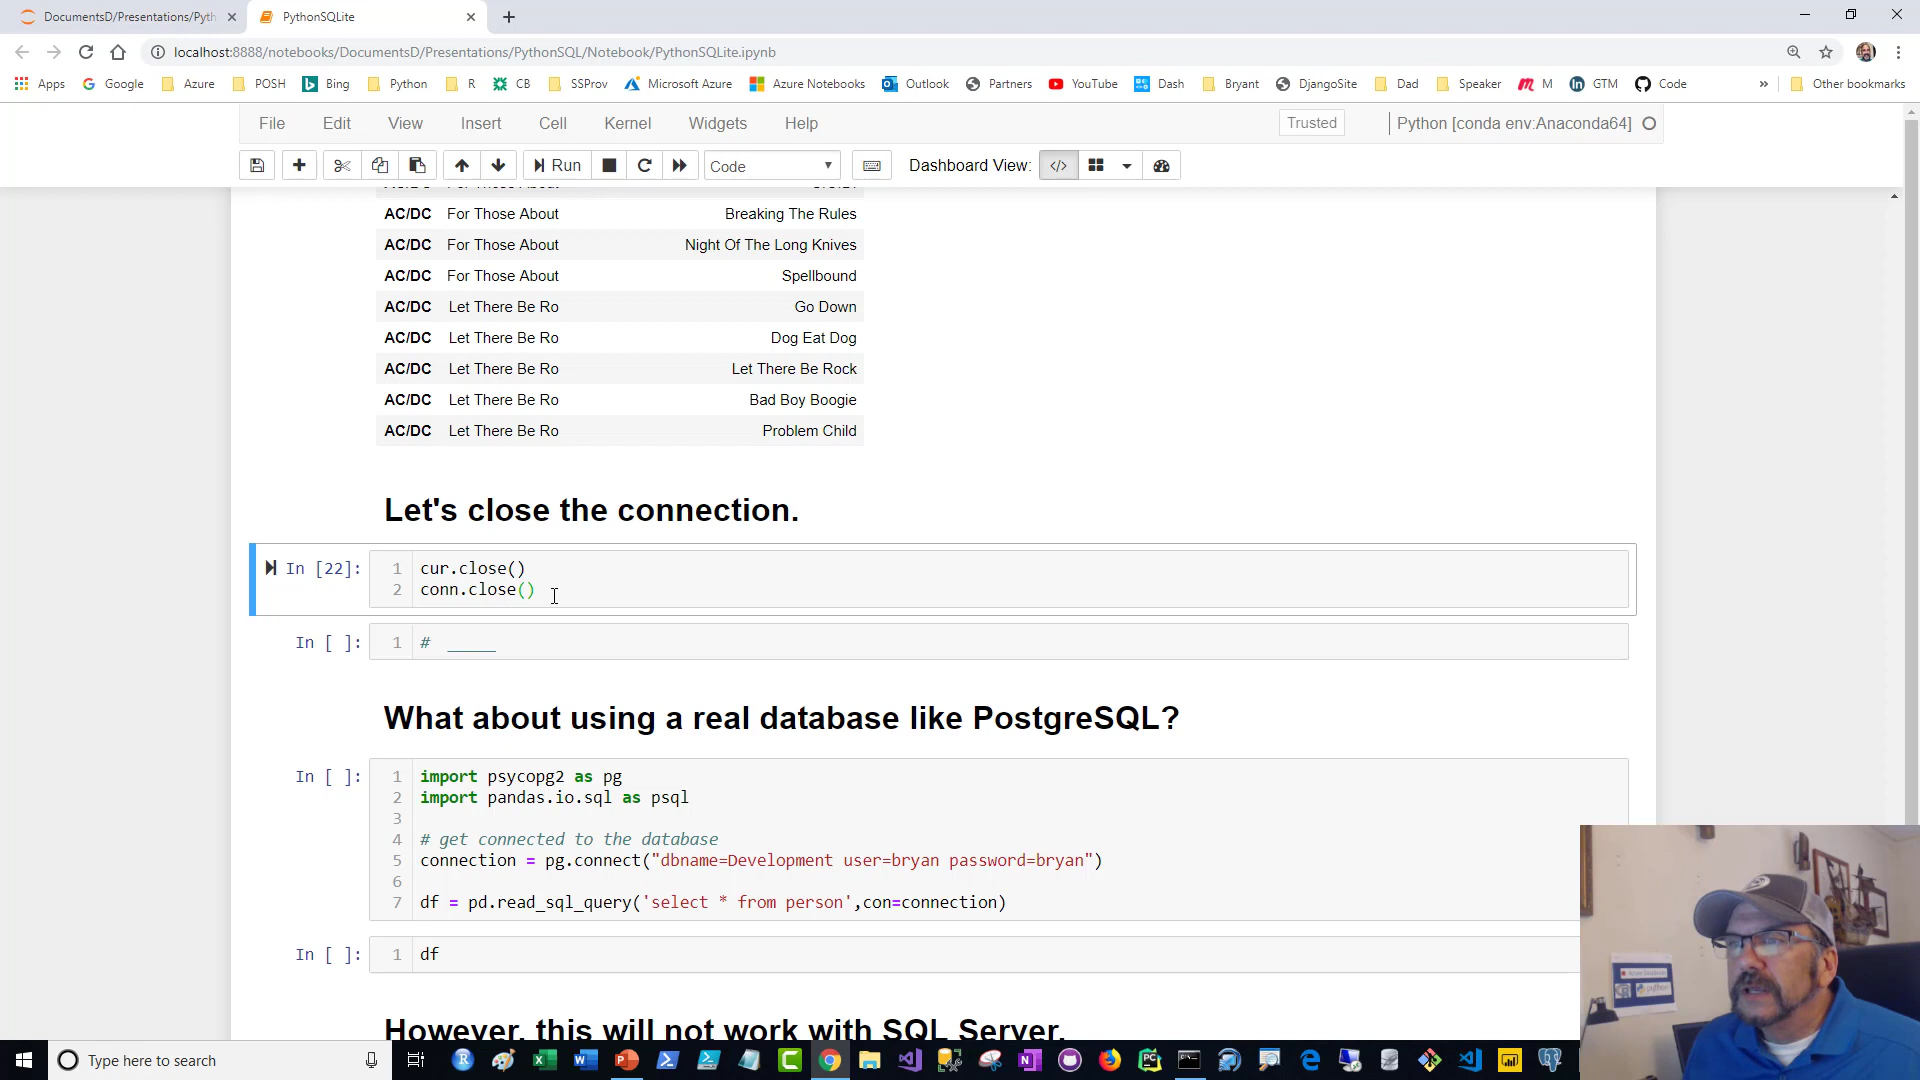 DocumentsD/Presentations/Pyth
PythonSQLite
localhost:8888/notebooks/DocumentsD/Presentations/PythonSQL/Notebook/PythonSQLite.ipynb
Apps Google Azure POSH Bing Python R CB SSProv Microsoft Azure Azure Notebooks Outlook Partners YouTube Dash Bryant DjangoSite Dad Speaker M GTM Code » Other bookmarks
File Edit View Insert Cell Kernel Widgets Help Trusted Python [conda env:Anaconda64]
Run Code Dashboard View:
AC/DC For Those About Breaking The Rules
AC/DC For Those About Night Of The Long Knives
AC/DC For Those About Spellbound
AC/DC Let There Be Ro Go Down
AC/DC Let There Be Ro Dog Eat Dog
AC/DC Let There Be Ro Let There Be Rock
AC/DC Let There Be Ro Bad Boy Boogie
AC/DC Let There Be Ro Problem Child
Let's close the connection.
In [22]: 1 cur.close()
2 conn.close()
In [ ]: 1 # _____
What about using a real database like PostgreSQL?
In [ ]: 1 import psycopg2 as pg
2 import pandas.io.sql as psql
3
4 # get connected to the database
5 connection = pg.connect("dbname=Development user=bryan password=bryan")
6
7 df = pd.read_sql_query('select * from person',con=connection)
In [ ]: 1 df
However, this will not work with SQL Server.
Type here to search